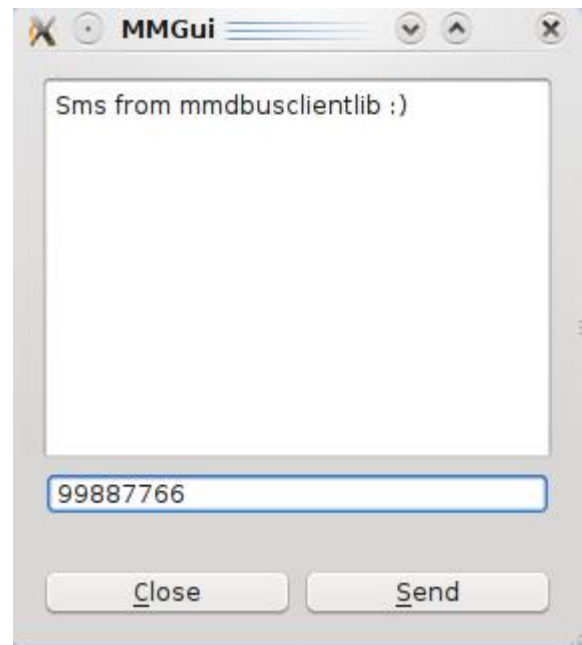 MMGui
Sms from mmdbusclientlib :)
99887766
Close
Send